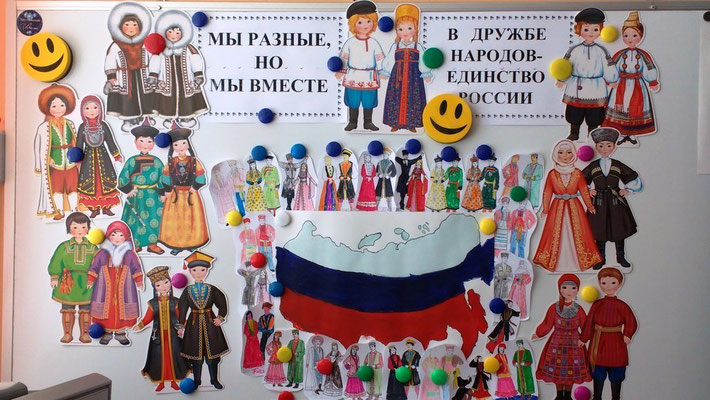 МЫ РАЗНЫЕ,
НО
МЫ ВМЕСТЕ
В ДРУЖБЕ
НАРОДОВ-
ЕДИНСТВО
РОССИИ